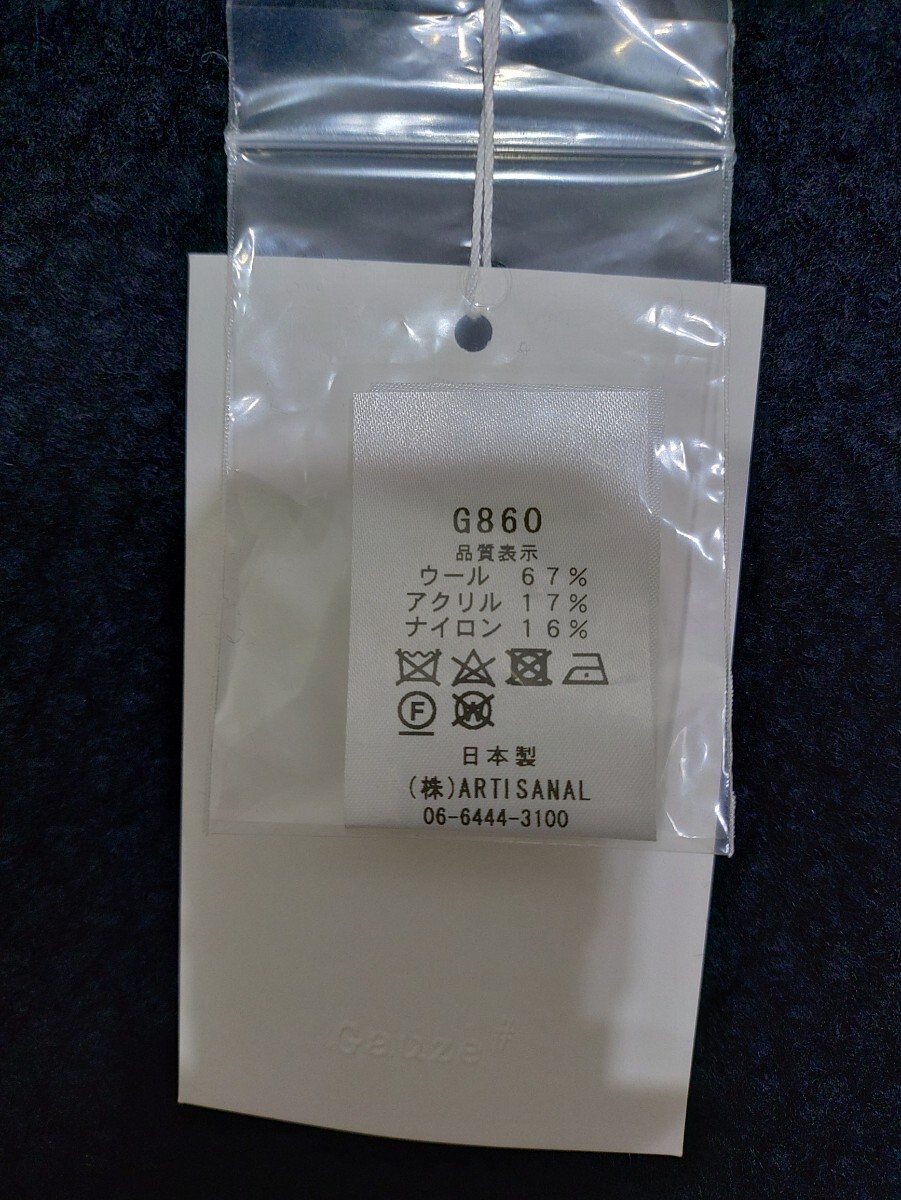 G860
品質表示
ウール 67%
アクリル 17%
ナイロン 16%
F W
日本製
(株)ARTISANAL
06-6444-3100
Gauze#